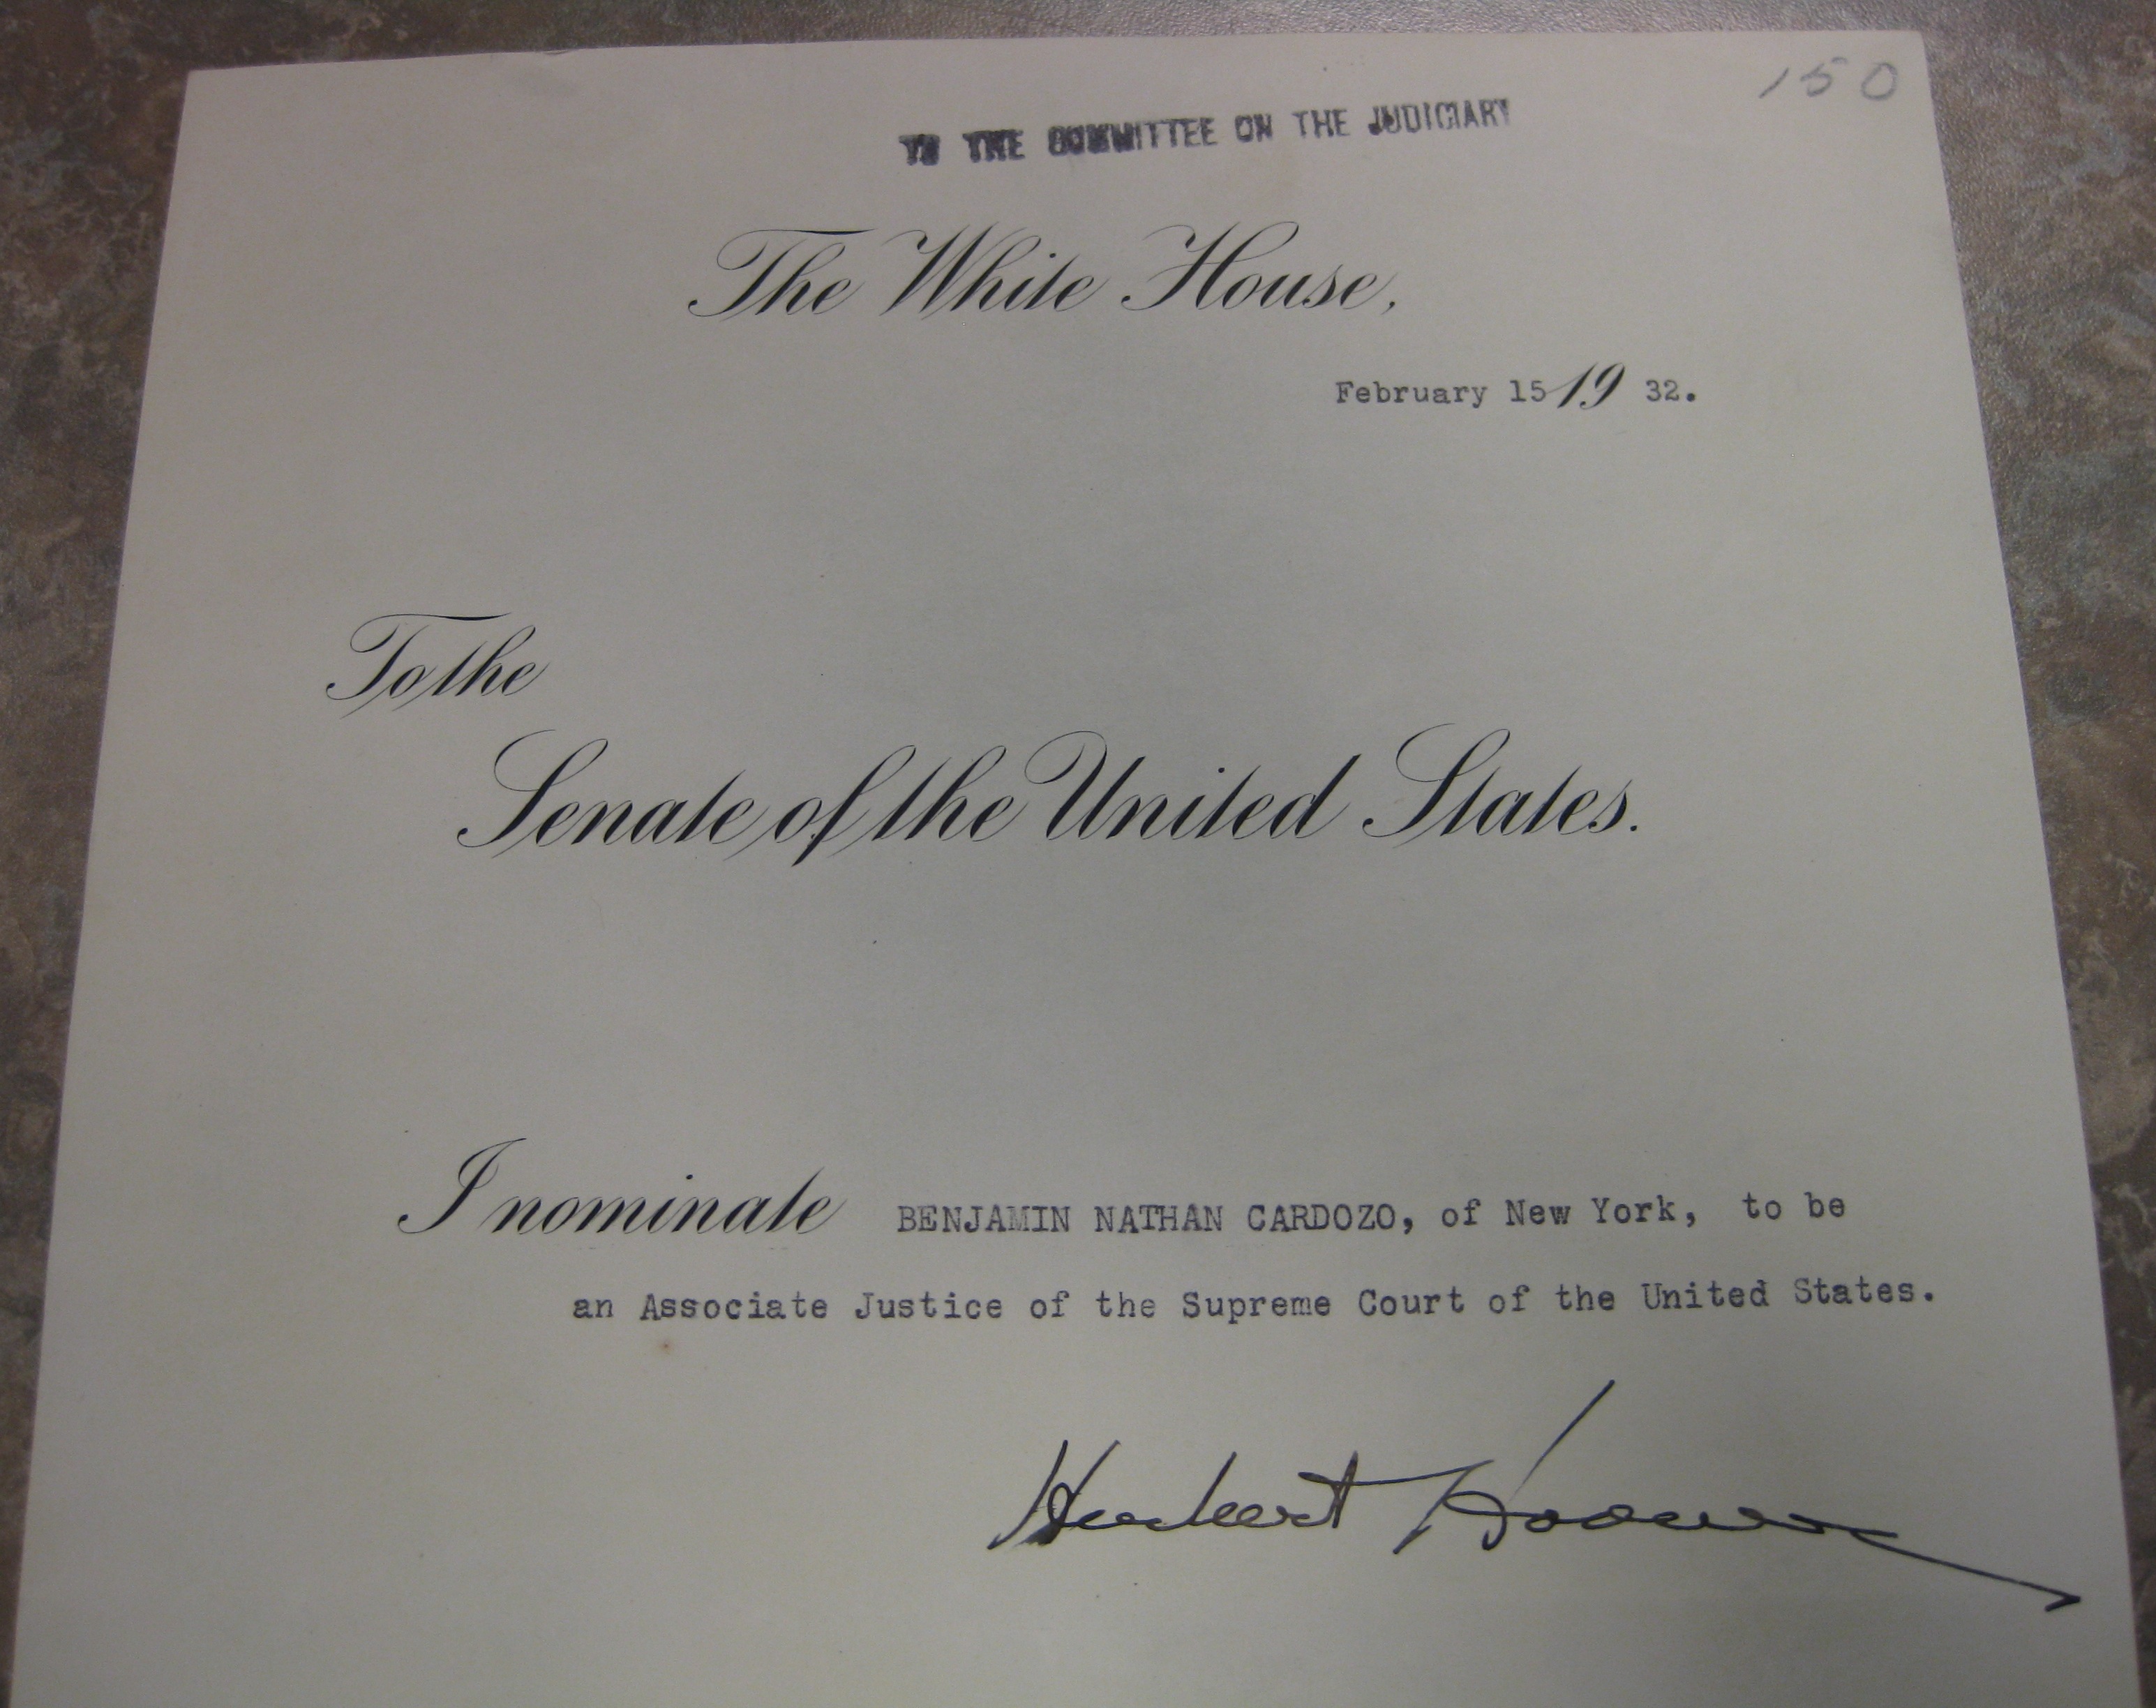 150
TO THE COMMITTEE ON THE JUDICIARY
The White House,
February 15 19 32.
To the
Senate of the United States.
I nominate BENJAMIN NATHAN CARDOZO, of New York, to be
an Associate Justice of the Supreme Court of the United States.
Herbert Hoover